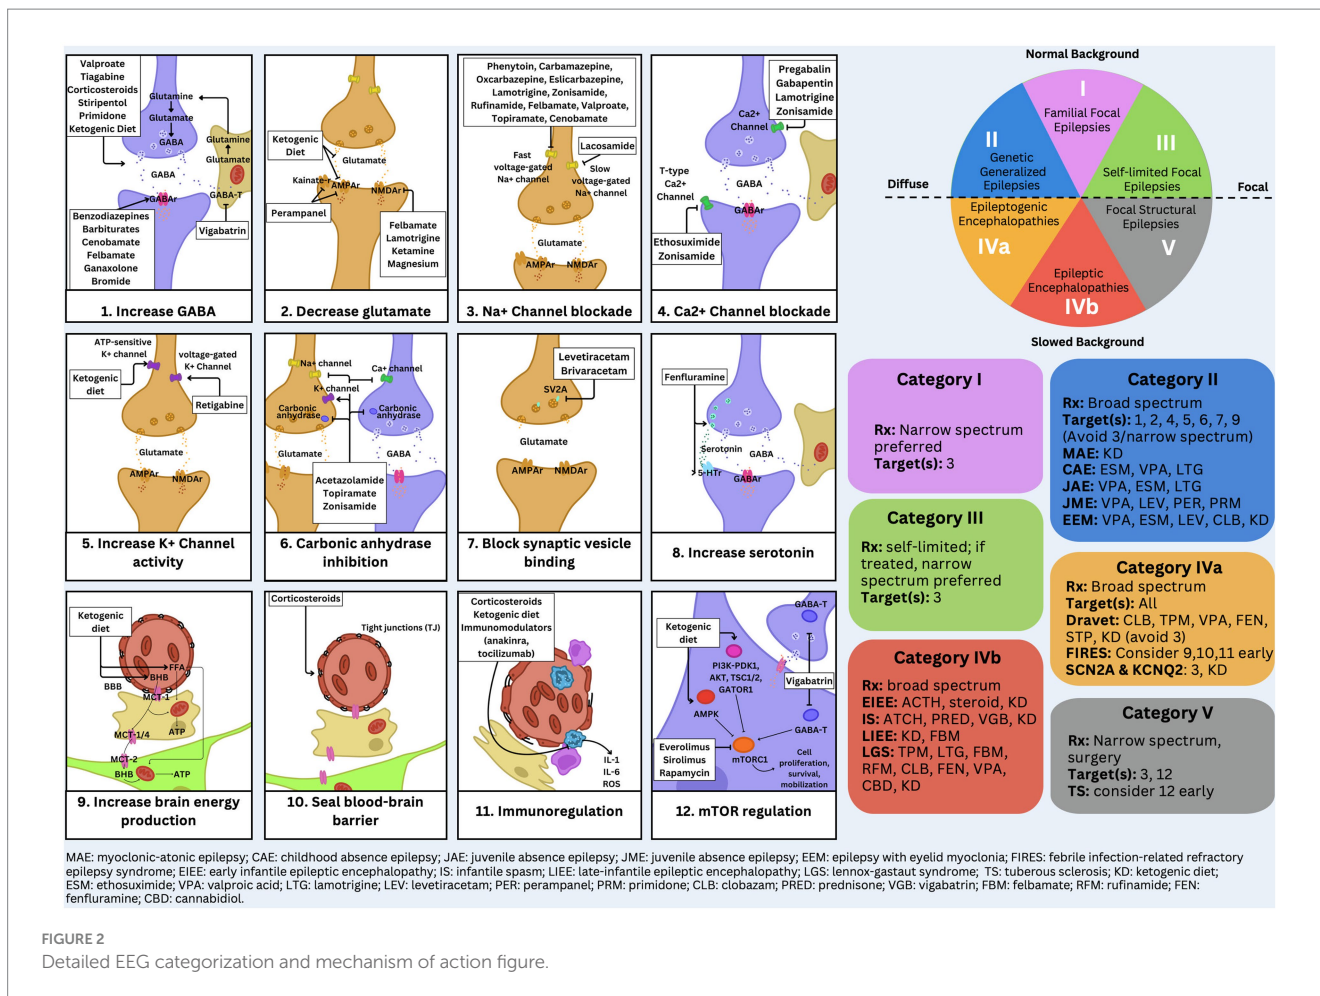 Valproate
Tiagabine
Corticosteroids
Stiripentol
Primidone
Ketogenic Diet
Glutamine
Glutamate
GABA
Glutamine
Glutamate
GABA
GABA-T
GABAr
Benzodiazepines
Barbiturates
Cenobamate
Felbamate
Ganaxolone
Bromide
Vigabatrin
1. Increase GABA
Ketogenic
Diet
Glutamate
Kainate-r
AMPAr
NMDAr
Perampanel
Felbamate
Lamotrigine
Ketamine
Magnesium
2. Decrease glutamate
Phenytoin, Carbamazepine,
Oxcarbazepine, Eslicarbazepine,
Lamotrigine, Zonisamide,
Rufinamide, Felbamate, Valproate,
Topiramate, Cenobamate
Lacosamide
Fast
voltage-gated
Na+ channel
Slow
voltage-gated
Na+ channel
Glutamate
AMPAr
NMDAr
3. Na+ Channel blockade
Pregabalin
Gabapentin
Lamotrigine
Zonisamide
Ca2+
Channel
T-type
Ca2+
Channel
GABA
GABAr
Ethosuximide
Zonisamide
4. Ca2+ Channel blockade
Normal Background
I
Familial Focal
Epilepsies
II
Genetic
Generalized
Epilepsies
III
Self-limited Focal
Epilepsies
Diffuse
Focal
Epileptogenic
Encephalopathies
IVa
Focal Structural
Epilepsies
V
Epileptic
Encephalopathies
IVb
Slowed Background
ATP-sensitive
K+ channel
voltage-gated
K+ Channel
Ketogenic
diet
Retigabine
Glutamate
AMPAr
NMDAr
5. Increase K+ Channel
activity
Na+ channel
Ca+ channel
K+ channel
Carbonic
anhydrase
Carbonic
anhydrase
Glutamate
GABA
Acetazolamide
Topiramate
Zonisamide
6. Carbonic anhydrase
inhibition
Levetiracetam
Brivaracetam
SV2A
Glutamate
AMPAr
NMDAr
7. Block synaptic vesicle
binding
Fenfluramine
Serotonin
GABA
5-HTr
GABAr
8. Increase serotonin
Ketogenic
diet
FFA
BHB
BBB
MCT-1
ATP
MCT-1/4
MCT-2
BHB
ATP
9. Increase brain energy
production
Corticosteroids
Tight junctions (TJ)
10. Seal blood-brain
barrier
Corticosteroids
Ketogenic diet
Immunomodulators
(anakinra,
tocilizumab)
IL-1
IL-6
ROS
11. Immunoregulation
GABA-T
Ketogenic
diet
PI3K-PDK1,
AKT, TSC1/2,
GATOR1
Vigabatrin
AMPK
GABA-T
Everolimus
Sirolimus
Rapamycin
mTORC1
Cell
proliferation,
survival,
mobilization
12. mTOR regulation
Category I
Rx: Narrow spectrum
preferred
Target(s): 3
Category II
Rx: Broad spectrum
Target(s): 1, 2, 4, 5, 6, 7, 9
(Avoid 3/narrow spectrum)
MAE: KD
CAE: ESM, VPA, LTG
JAE: VPA, ESM, LTG
JME: VPA, LEV, PER, PRM
EEM: VPA, ESM, LEV, CLB, KD
Category III
Rx: self-limited; if
treated, narrow
spectrum preferred
Target(s): 3
Category IVa
Rx: Broad spectrum
Target(s): All
Dravet: CLB, TPM, VPA, FEN,
STP, KD (avoid 3)
FIRES: Consider 9,10,11 early
SCN2A & KCNQ2: 3, KD
Category IVb
Rx: broad spectrum
EIEE: ACTH, steroid, KD
IS: ATCH, PRED, VGB, KD
LIEE: KD, FBM
LGS: TPM, LTG, FBM,
RFM, CLB, FEN, VPA,
CBD, KD
Category V
Rx: Narrow spectrum,
surgery
Target(s): 3, 12
TS: consider 12 early
MAE: myoclonic-atonic epilepsy; CAE: childhood absence epilepsy; JAE: juvenile absence epilepsy; JME: juvenile absence epilepsy; EEM: epilepsy with eyelid myoclonia; FIRES: febrile infection-related refractory
epilepsy syndrome; EIEE: early infantile epileptic encephalopathy; IS: infantile spasm; LIEE: late-infantile epileptic encephalopathy; LGS: lennox-gastaut syndrome; TS: tuberous sclerosis; KD: ketogenic diet;
ESM: ethosuximide; VPA: valproic acid; LTG: lamotrigine; LEV: levetiracetam; PER: perampanel; PRM: primidone; CLB: clobazam; PRED: prednisone; VGB: vigabatrin; FBM: felbamate; RFM: rufinamide; FEN:
fenfluramine; CBD: cannabidiol.
FIGURE 2
Detailed EEG categorization and mechanism of action figure.